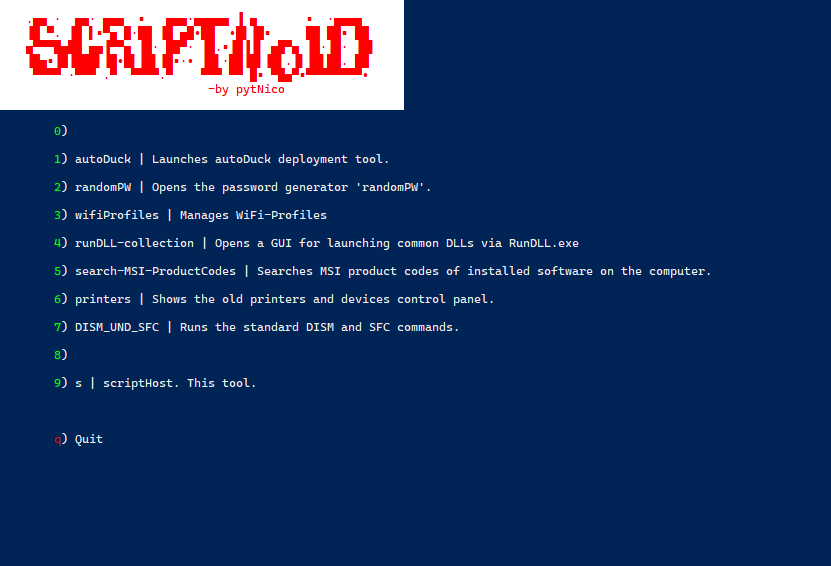 scriptHost
-by pytNico
0)
1) autoDuck | Launches autoDuck deployment tool.
2) randomPW | Opens the password generator 'randomPW'.
3) wifiProfiles | Manages WiFi-Profiles
4) runDLL-collection | Opens a GUI for launching common DLLs via RunDLL.exe
5) search-MSI-ProductCodes | Searches MSI product codes of installed software on the computer.
6) printers | Shows the old printers and devices control panel.
7) DISM_UND_SFC | Runs the standard DISM and SFC commands.
8)
9) s | scriptHost. This tool.
q) Quit